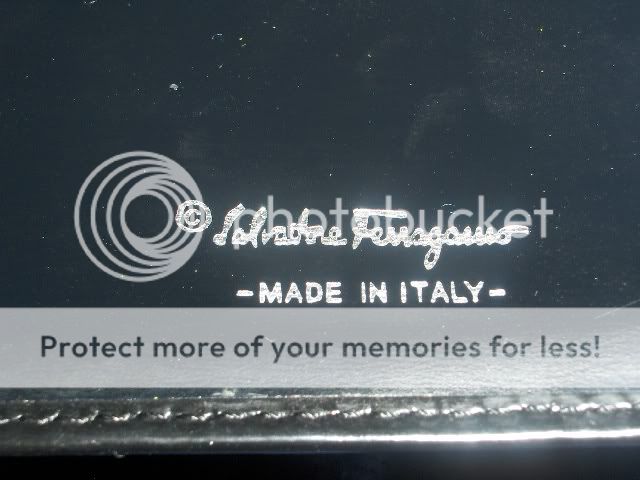 photobucket
© Salvatore Ferragamo
-MADE IN ITALY-
Protect more of your memories for less!